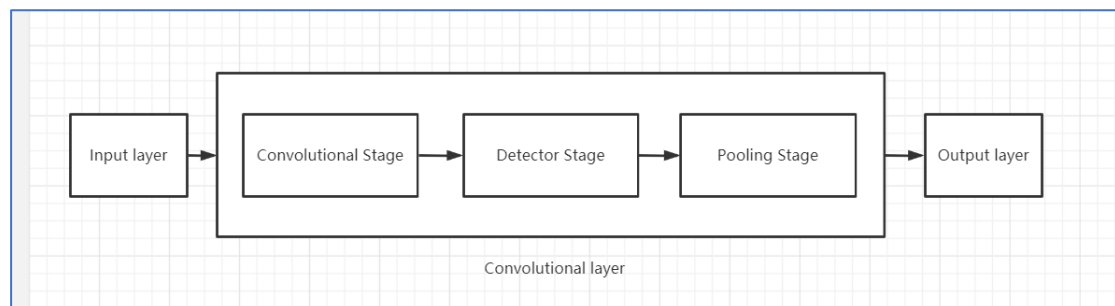 Input layer
Convolutional Stage
Detector Stage
Pooling Stage
Output layer
Convolutional layer